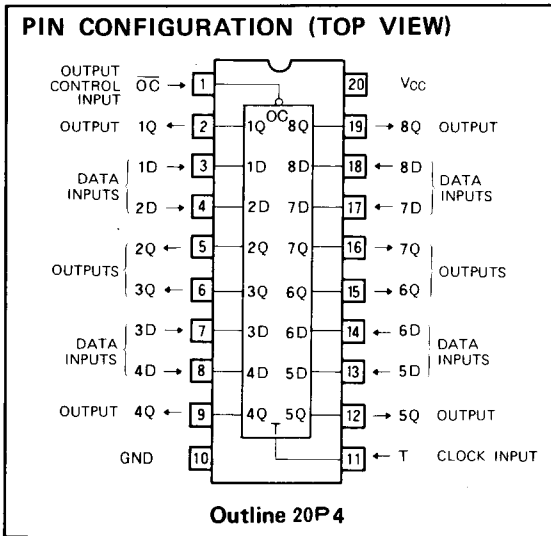 PIN CONFIGURATION (TOP VIEW)
OUTPUT
CONTROL
INPUT
O̅C̅ → 1
20 VCC
OC
OUTPUT 1Q ← 2 1Q 8Q 19 → 8Q OUTPUT
DATA
INPUTS
1D → 3 1D 8D 18 ← 8D
2D → 4 2D 7D 17 ← 7D
DATA
INPUTS
OUTPUTS
2Q ← 5 2Q 7Q 16 → 7Q
3Q ← 6 3Q 6Q 15 → 6Q
OUTPUTS
DATA
INPUTS
3D → 7 3D 6D 14 ← 6D
4D → 8 4D 5D 13 ← 5D
DATA
INPUTS
OUTPUT 4Q ← 9 4Q 5Q 12 → 5Q OUTPUT
T
GND 10 11 ← T CLOCK INPUT
Outline 20P4